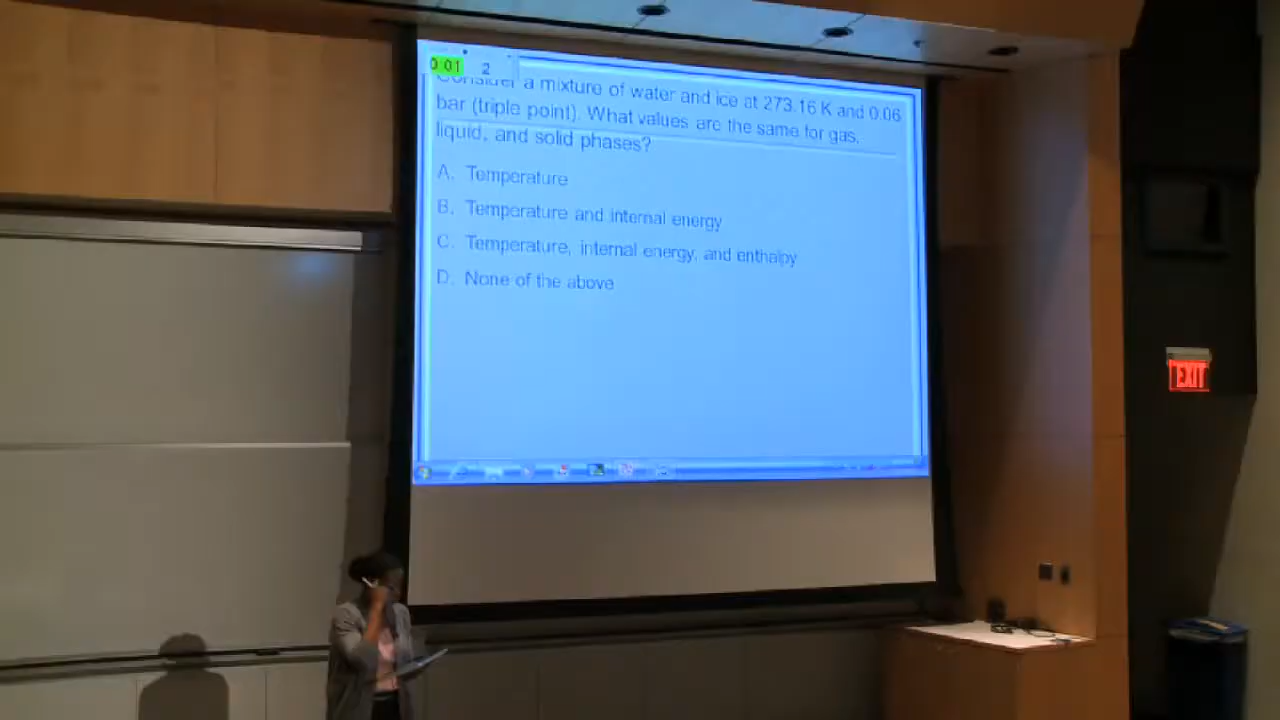 0:01 2
Consider a mixture of water and ice at 273.16 K and 0.06
bar (triple point). What values are the same for gas,
liquid, and solid phases?
A. Temperature
B. Temperature and internal energy
C. Temperature, internal energy, and enthalpy
D. None of the above
EXIT